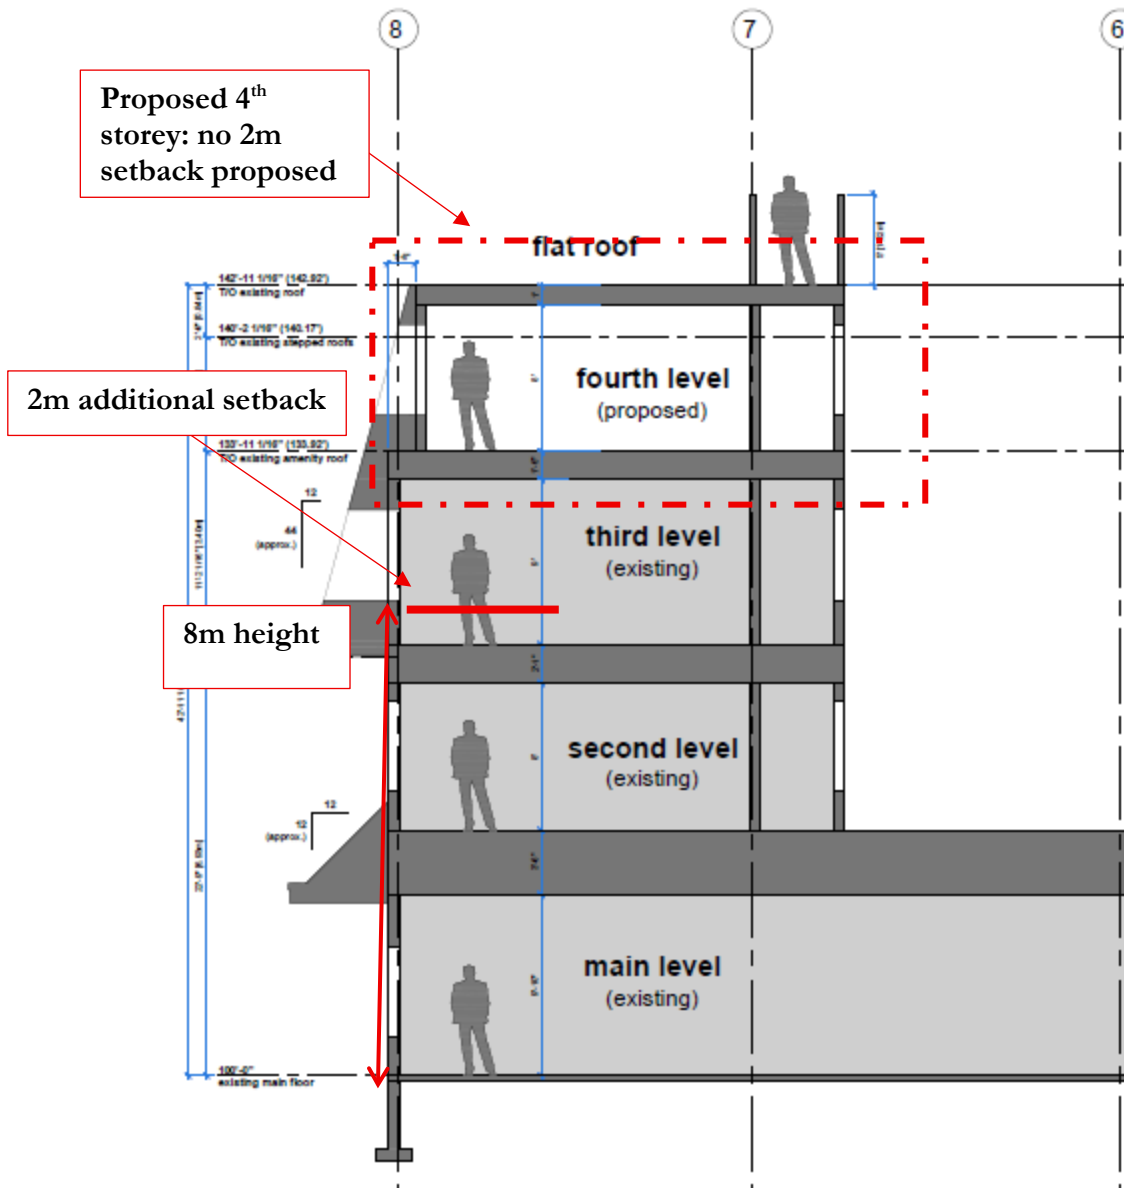 8
7
6
Proposed 4th
storey: no 2m
setback proposed
flat roof
142'-11 1/16" (142.92')
T/O existing roof
140'-2 1/16" (140.17')
T/O existing stepped roofs
fourth level
(proposed)
2m additional setback
133'-11 1/16" (133.92')
T/O existing amenity roof
12
44
(approx.)
third level
(existing)
8m height
second level
(existing)
12
12
(approx.)
main level
(existing)
100'-0"
existing main floor